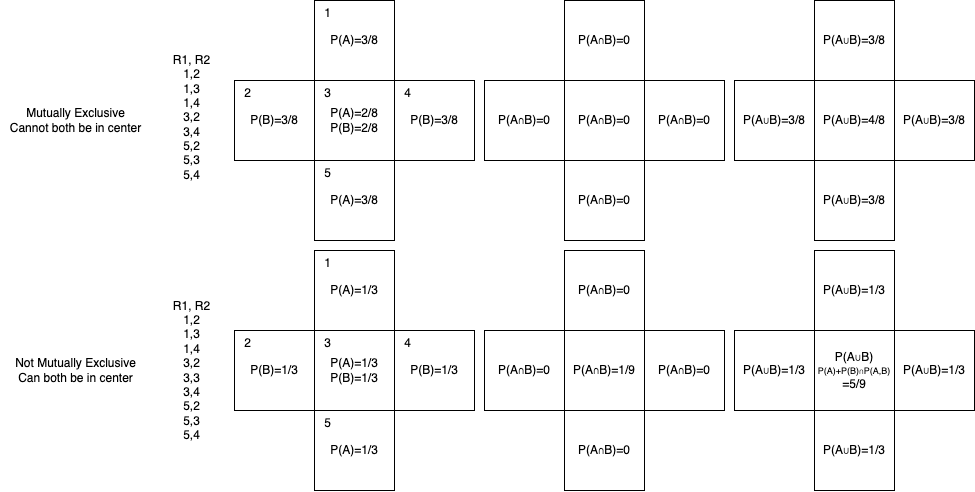 Mutually Exclusive
Cannot both be in center
R1, R2
1,2
1,3
1,4
3,2
3,4
5,2
5,3
5,4
1
P(A)=3/8
2
P(B)=3/8
3
P(A)=2/8
P(B)=2/8
4
P(B)=3/8
5
P(A)=3/8
P(A∩B)=0
P(A∩B)=0
P(A∩B)=0
P(A∩B)=0
P(A∩B)=0
P(A∪B)=3/8
P(A∪B)=3/8
P(A∪B)=4/8
P(A∪B)=3/8
P(A∪B)=3/8
Not Mutually Exclusive
Can both be in center
R1, R2
1,2
1,3
1,4
3,2
3,3
3,4
5,2
5,3
5,4
1
P(A)=1/3
2
P(B)=1/3
3
P(A)=1/3
P(B)=1/3
4
P(B)=1/3
5
P(A)=1/3
P(A∩B)=0
P(A∩B)=0
P(A∩B)=1/9
P(A∩B)=0
P(A∩B)=0
P(A∪B)=1/3
P(A∪B)=1/3
P(A∪B)
P(A)+P(B)∩P(A,B)
=5/9
P(A∪B)=1/3
P(A∪B)=1/3